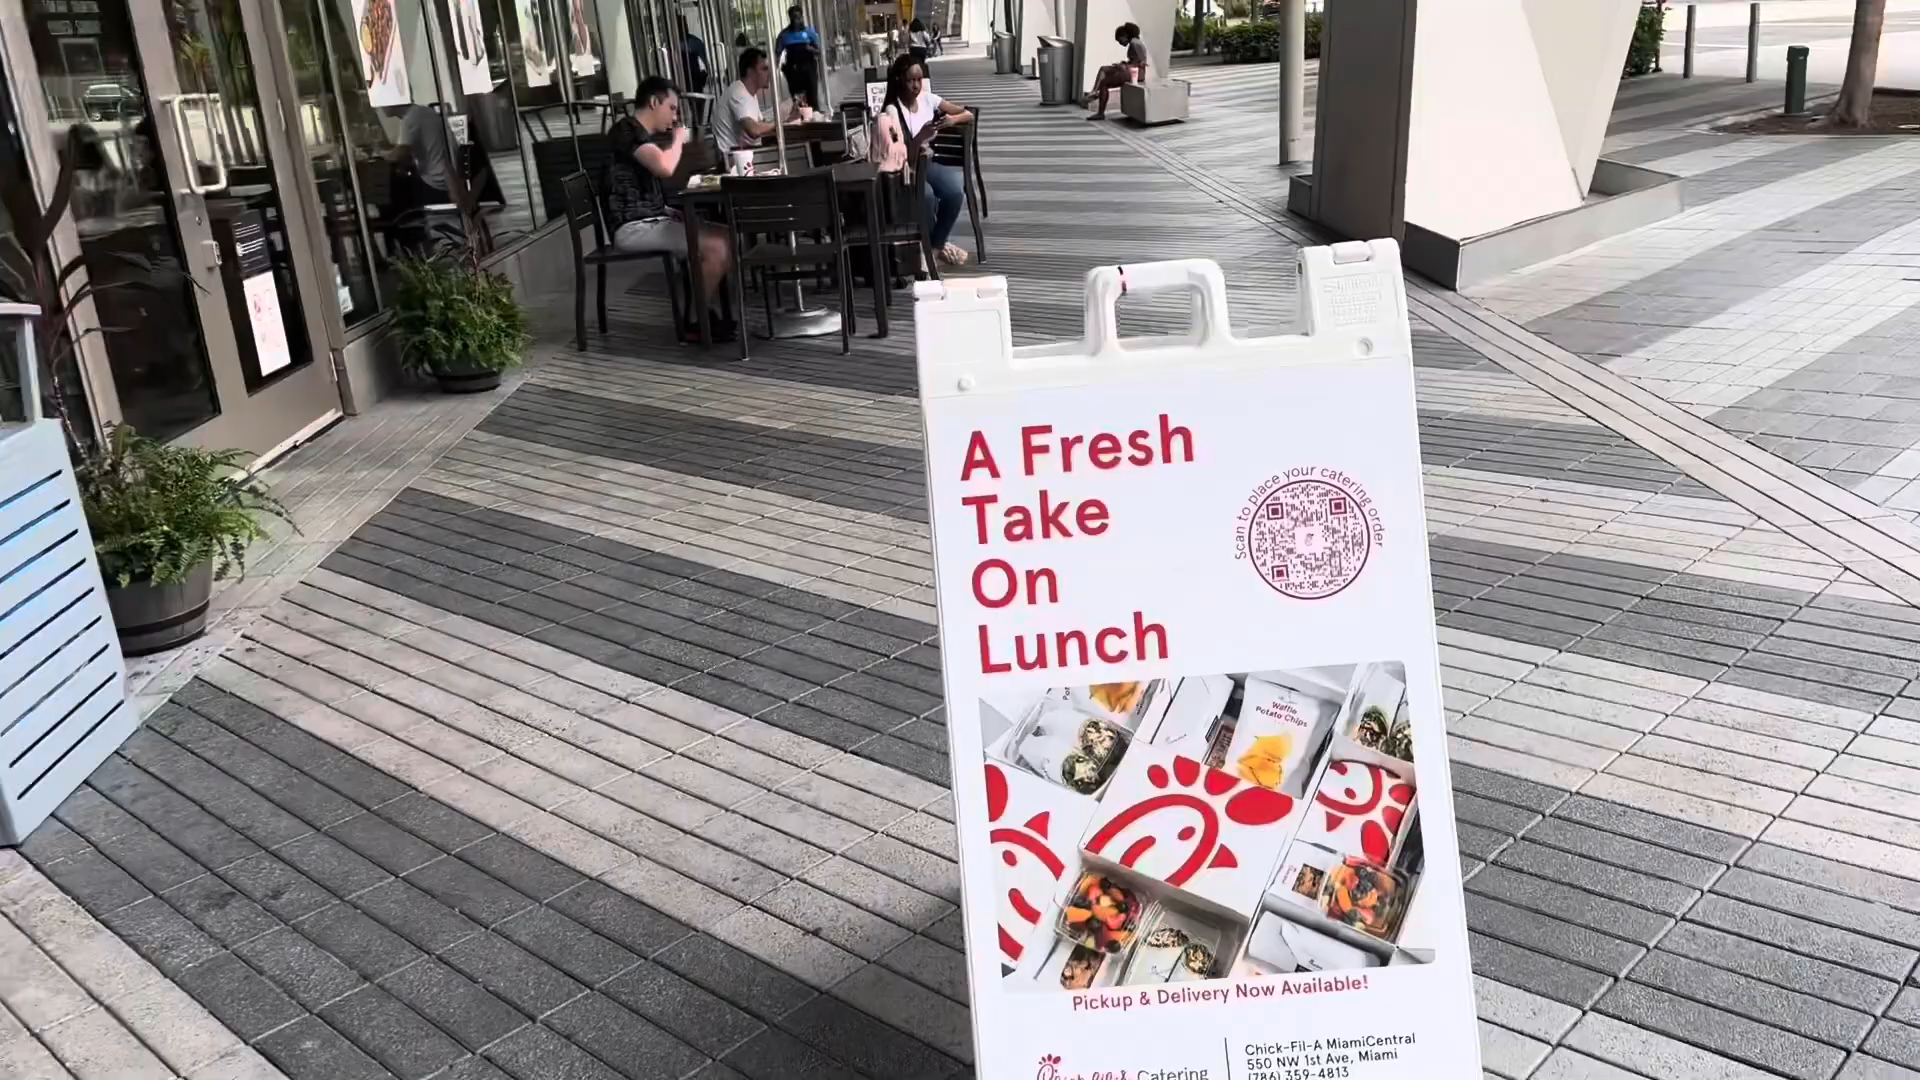 A Fresh
Take
On
Lunch
Scan to place your catering order
Waffle
Potato Chips
Pickup & Delivery Now Available!
Chick-fil-A Catering
Chick-Fil-A MiamiCentral
550 NW 1st Ave, Miami
(786) 359-4813